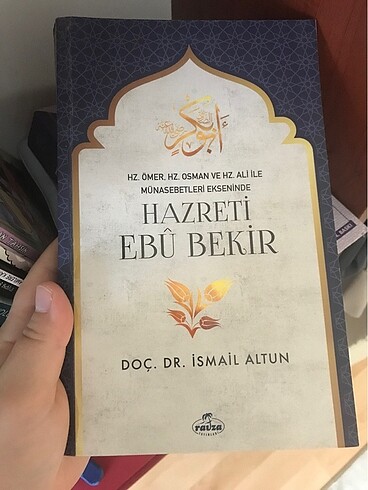 أبو بكر
HZ. ÖMER, HZ. OSMAN VE HZ. ALİ İLE
MÜNASEBETLERİ EKSENİNDE
HAZRETİ
EBÛ BEKİR
DOÇ. DR. İSMAİL ALTUN
ravza